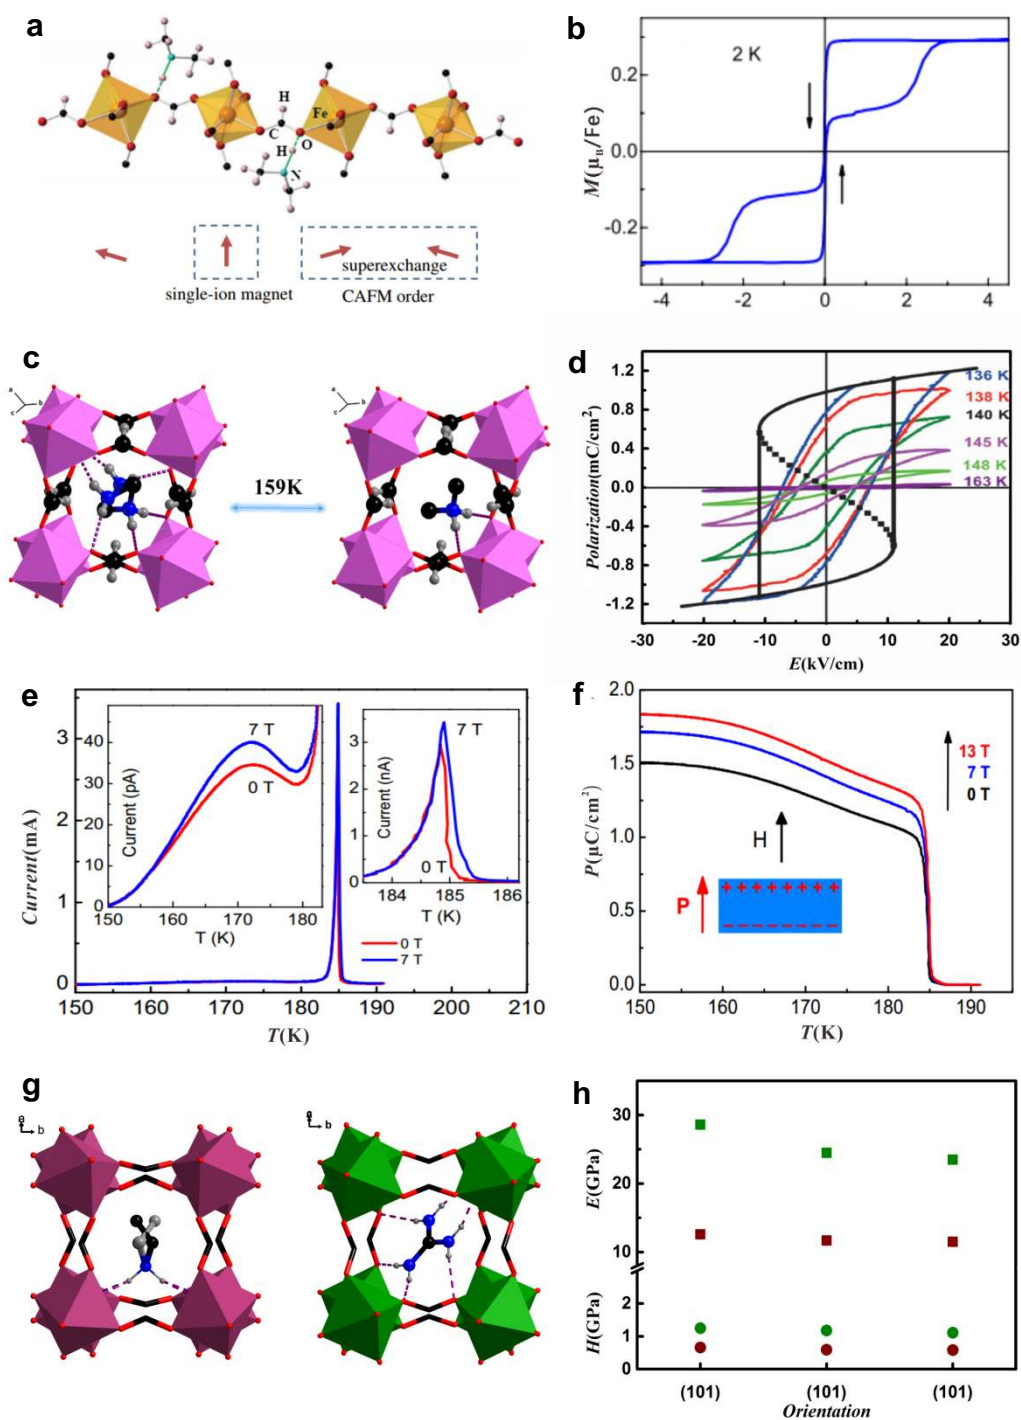 a
H
Fe
C
O
H
N
superexchange
single-ion magnet
CAFM order
b
2 K
M(μB/Fe)
0.2
0.0
-0.2
-4
-2
0
2
4
c
a
b
c
159K
a
b
c
d
Polarization(mC/cm²)
1.2
0.8
0.4
0.0
-0.4
-0.8
-1.2
136 K
138 K
140 K
145 K
148 K
163 K
-30
-20
-10
0
10
20
30
E(kV/cm)
e
Current(mA)
3
2
1
0
Current (pA)
40
30
20
10
0
7 T
0 T
150
160
170
180
T (K)
Current (nA)
3
2
1
0
7 T
0 T
184
185
186
T (K)
0 T
7 T
150
160
170
180
190
200
210
T(K)
f
P(μC/cm²)
2.0
1.5
1.0
0.5
0.0
13 T
7 T
0 T
H
P
+ + + + + + + +
− − − − − − − −
150
160
170
180
190
T(K)
g
a
b
b
h
E(GPa)
30
20
10
H(GPa)
2
1
0
(101)
(101)
(101)
Orientation